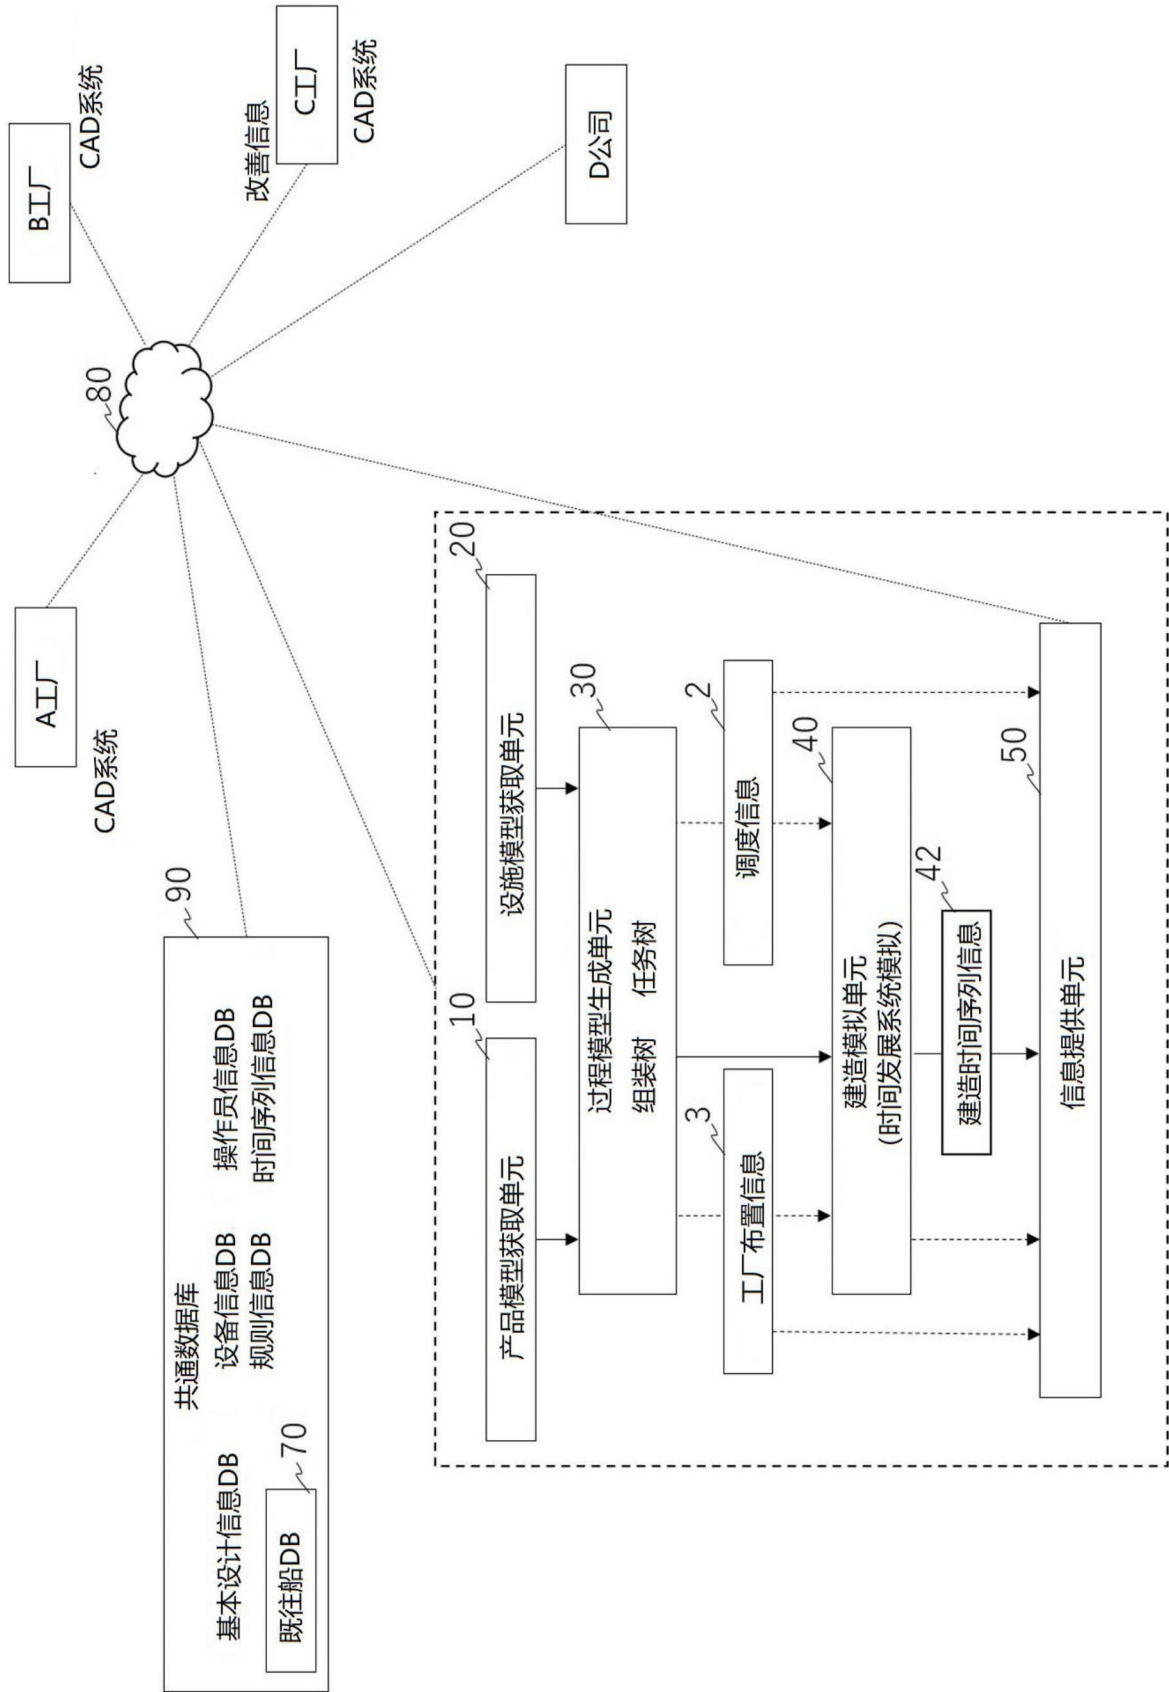 共通数据库
90
基本设计信息DB
设备信息DB
操作员信息DB
规则信息DB
时间序列信息DB
既往船DB
70
A工厂
CAD系统
80
B工厂
CAD系统
改善信息
C工厂
CAD系统
D公司
产品模型获取单元
10
设施模型获取单元
20
过程模型生成单元
30
组装树
任务树
工厂布置信息
3
调度信息
2
建造模拟单元
(时间发展系统模拟)
40
建造时间序列信息
42
信息提供单元
50